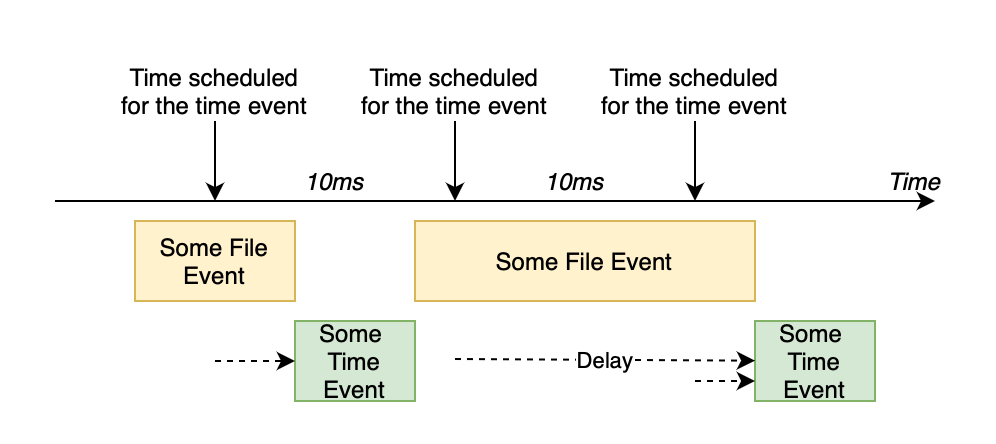 Time scheduled
for the time event
Time scheduled
for the time event
Time scheduled
for the time event
10ms
10ms
Time
Some File
Event
Some File Event
Some
Time
Event
Delay
Some
Time
Event